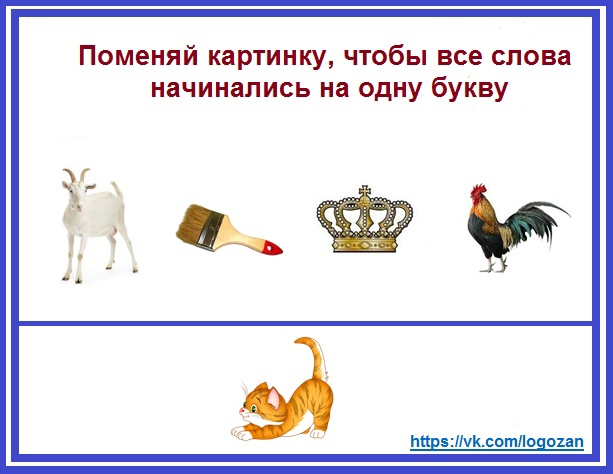 Поменяй картинку, чтобы все слова
начинались на одну букву
https://vk.com/logozan